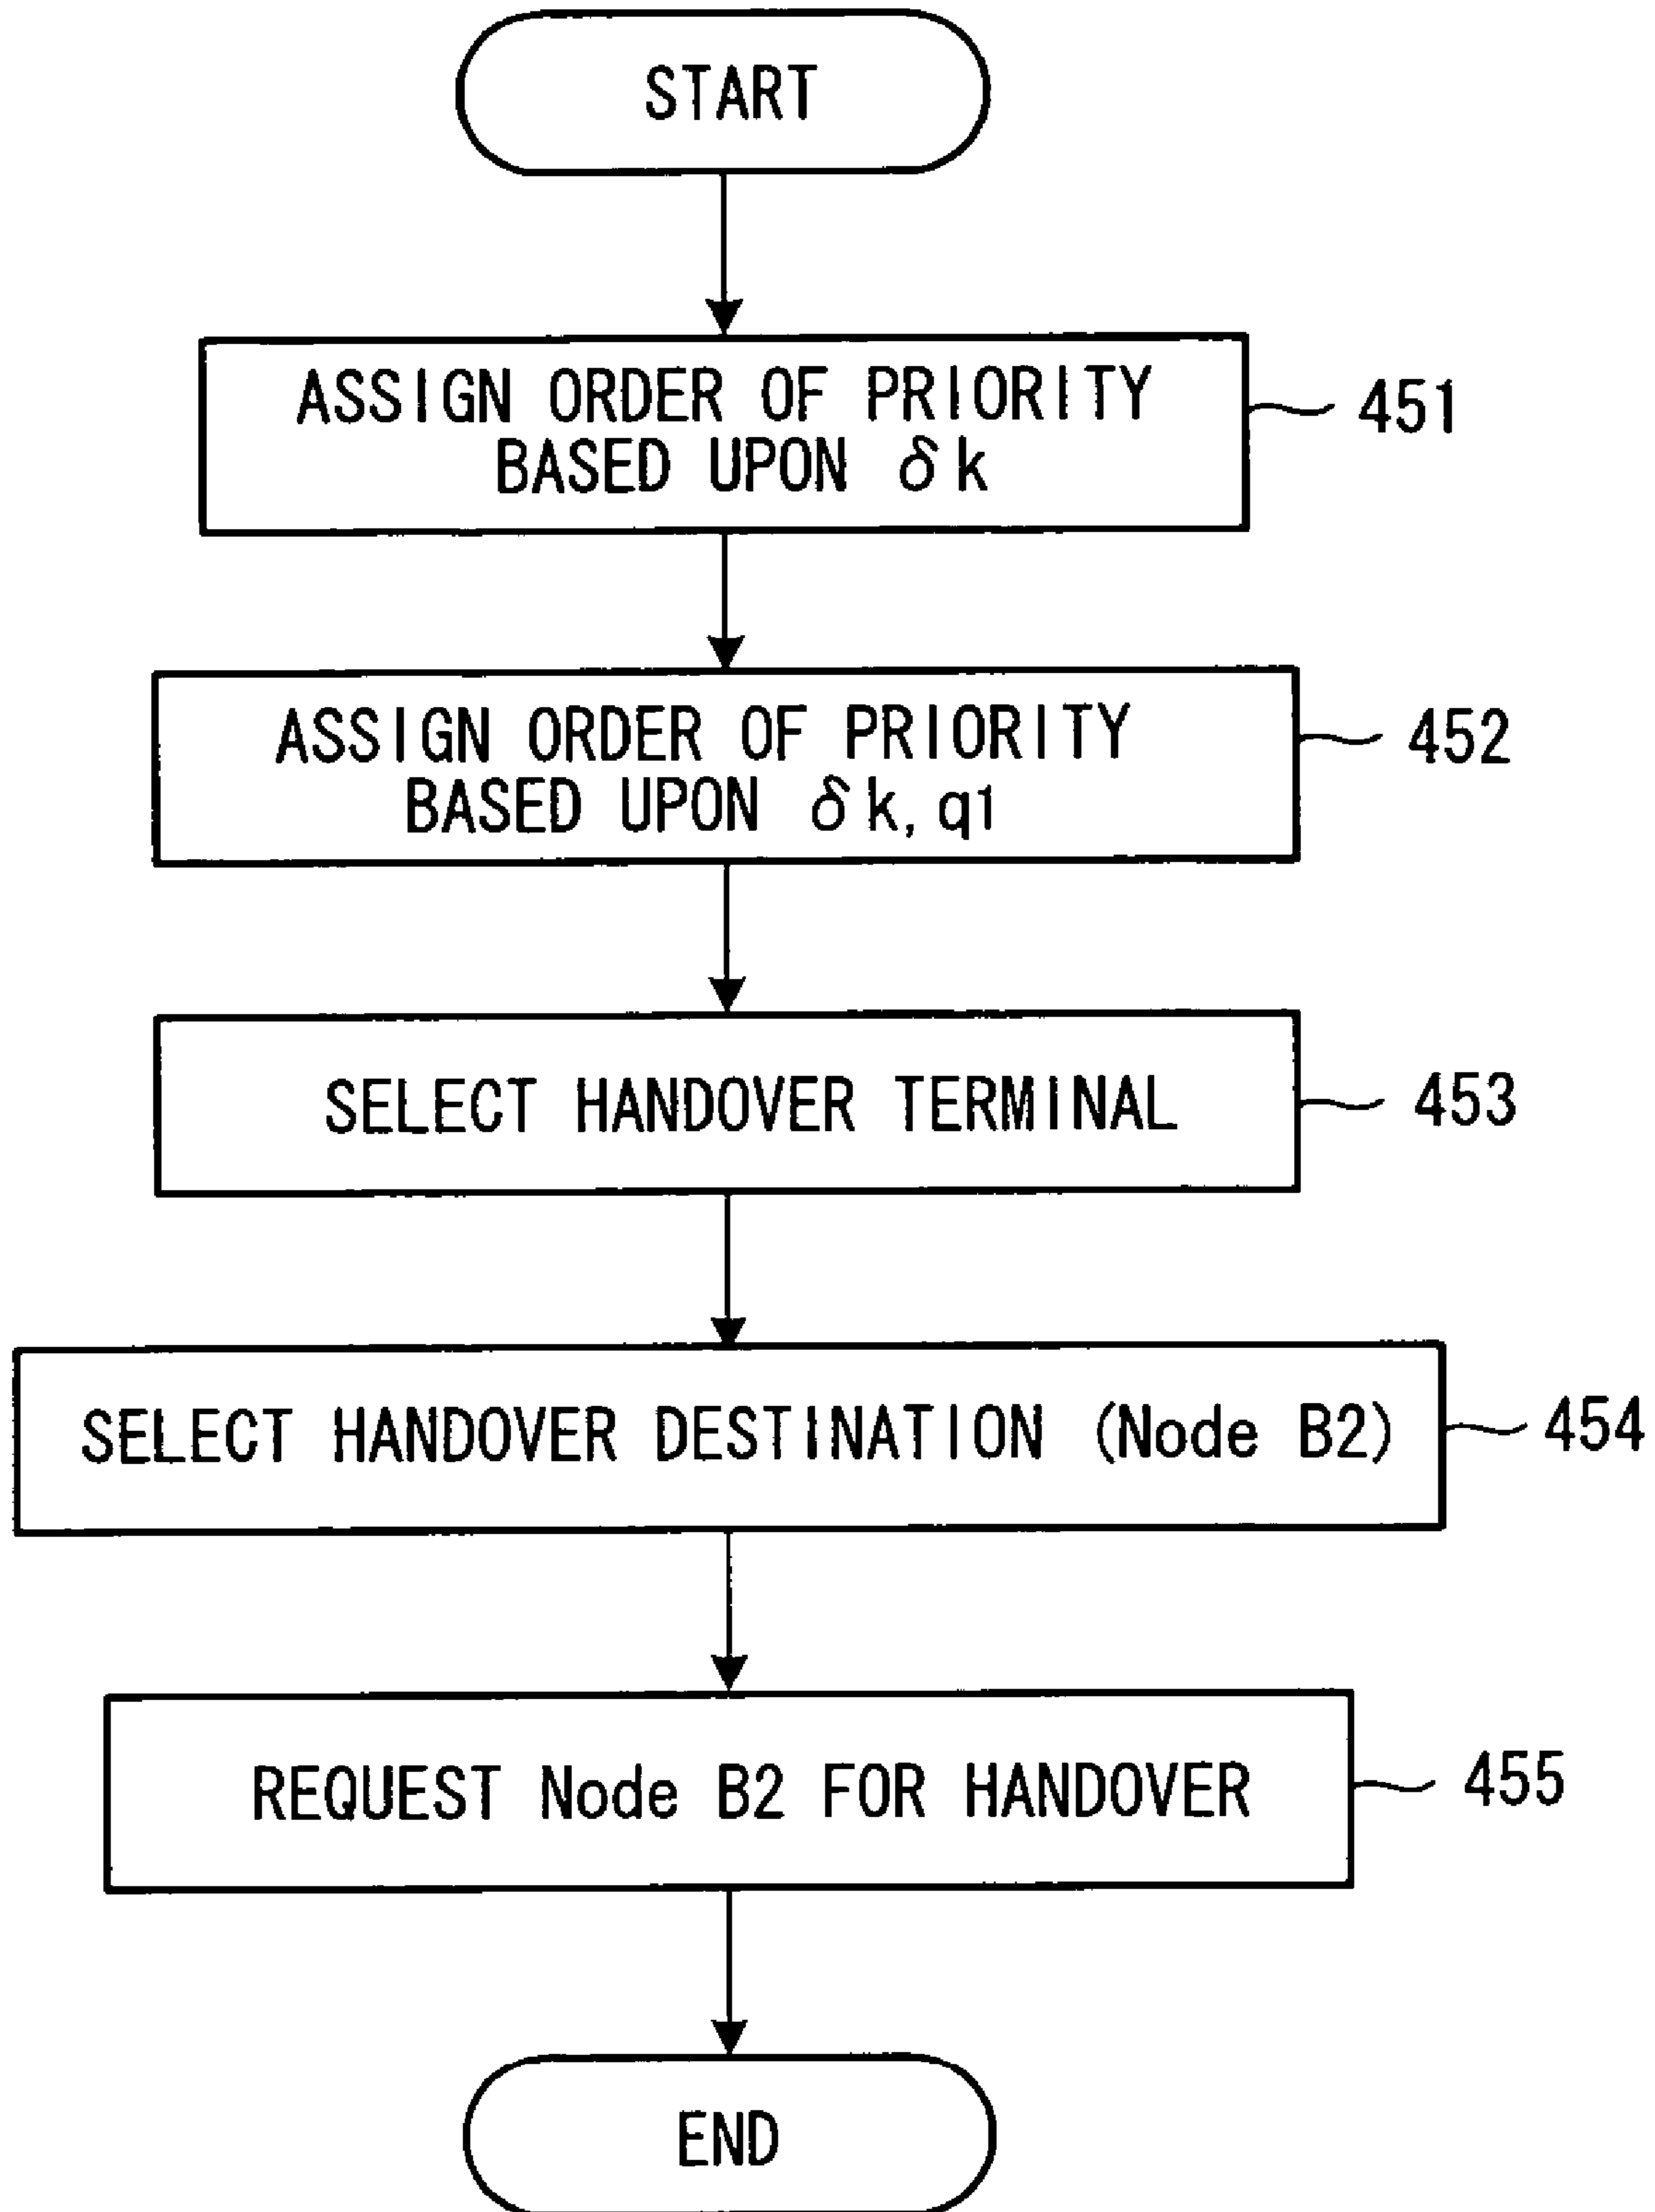 START
ASSIGN ORDER OF PRIORITY
BASED UPON δk
451
ASSIGN ORDER OF PRIORITY
BASED UPON δk, q1
452
SELECT HANDOVER TERMINAL
453
SELECT HANDOVER DESTINATION (Node B2)
454
REQUEST Node B2 FOR HANDOVER
455
END